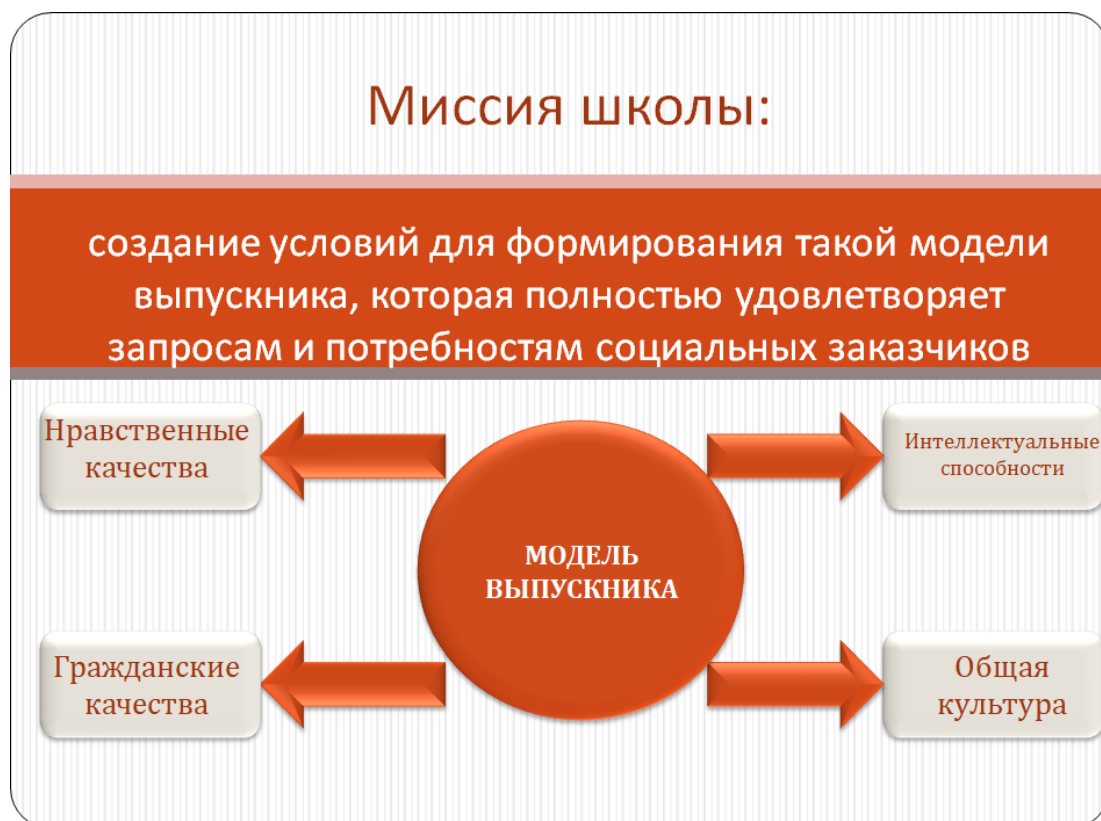 Миссия школы:
создание условий для формирования такой модели
выпускника, которая полностью удовлетворяет
запросам и потребностям социальных заказчиков
Нравственные
качества
Интеллектуальные
способности
МОДЕЛЬ
ВЫПУСКНИКА
Гражданские
качества
Общая
культура